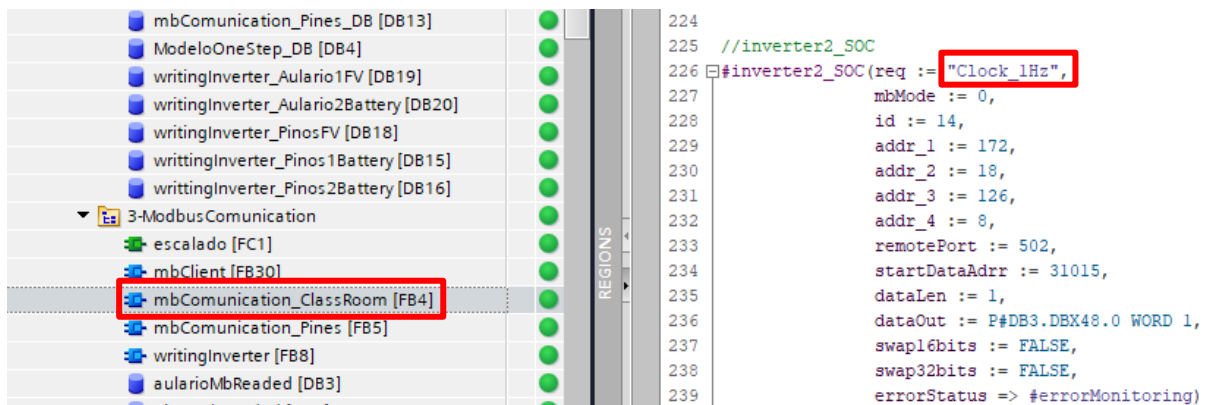 mbComunication_Pines_DB [DB13]
ModeloOneStep_DB [DB4]
writingInverter_Aulario1FV [DB19]
writingInverter_Aulario2Battery [DB20]
writingInverter_PinosFV [DB18]
writtingInverter_Pinos1Battery [DB15]
writtingInverter_Pinos2Battery [DB16]
3-ModbusComunication
escalado [FC1]
mbClient [FB30]
mbComunication_ClassRoom [FB4]
mbComunication_Pines [FB5]
writingInverter [FB8]
aularioMbReaded [DB3]
REGIONS
224
225 //inverter2_SOC
226 #inverter2_SOC(req := "Clock_1Hz",
227 mbMode := 0,
228 id := 14,
229 addr_1 := 172,
230 addr_2 := 18,
231 addr_3 := 126,
232 addr_4 := 8,
233 remotePort := 502,
234 startDataAdrr := 31015,
235 dataLen := 1,
236 dataOut := P#DB3.DBX48.0 WORD 1,
237 swap16bits := FALSE,
238 swap32bits := FALSE,
239 errorStatus => #errorMonitoring)